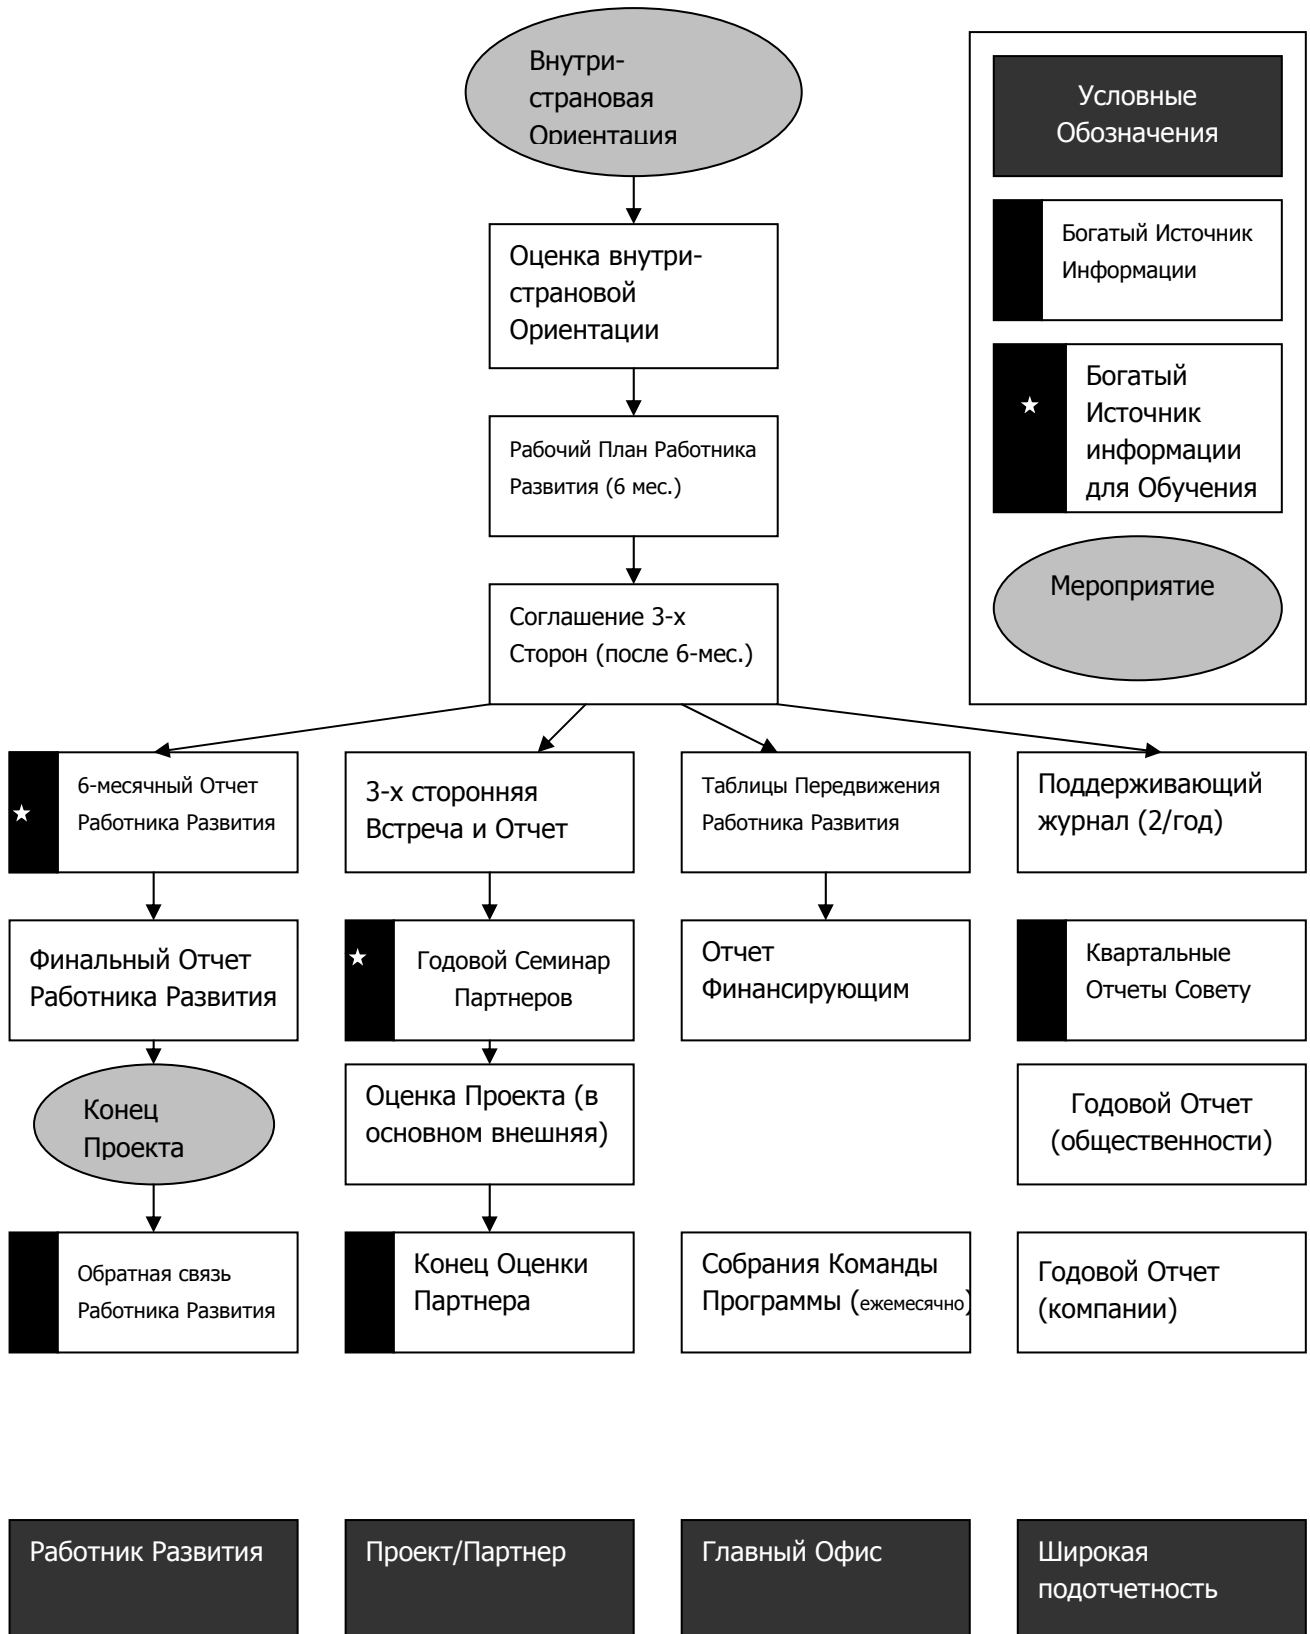 Внутри-
страновая
Ориентация
Условные
Обозначения
Богатый Источник
Информации
Богатый
Источник
информации
для Обучения
Мероприятие
Оценка внутри-
страновой
Ориентации
Рабочий План Работника
Развития (6 мес.)
Соглашение 3-х
Сторон (после 6-мес.)
6-месячный Отчет
Работника Развития
3-х сторонняя
Встреча и Отчет
Таблицы Передвижения
Работника Развития
Поддерживающий
журнал (2/год)
Финальный Отчет
Работника Развития
Годовой Семинар
Партнеров
Отчет
Финансирующим
Квартальные
Отчеты Совету
Конец
Проекта
Оценка Проекта (в
основном внешняя)
Годовой Отчет
(общественности)
Обратная связь
Работника Развития
Конец Оценки
Партнера
Собрания Команды
Программы (ежемесячно)
Годовой Отчет
(компании)
Работник Развития
Проект/Партнер
Главный Офис
Широкая
подотчетность